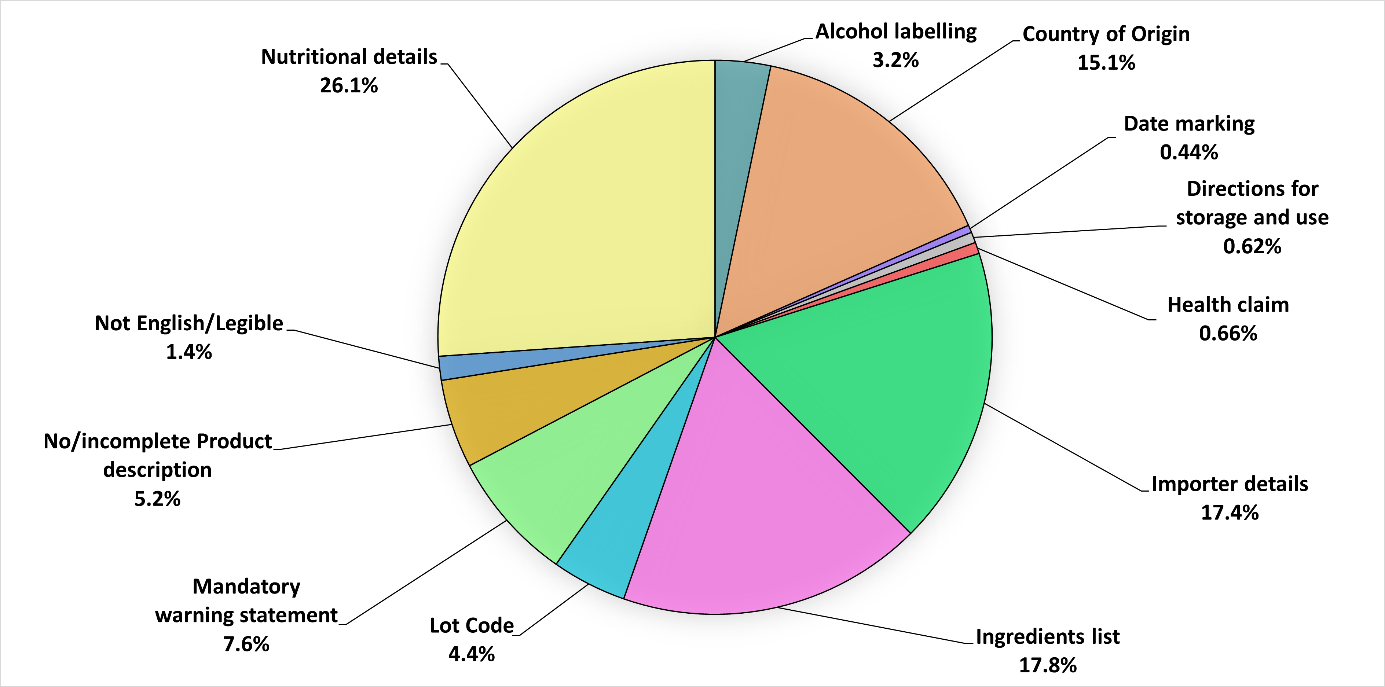 Alcohol labelling
3.2%
Country of Origin
15.1%
Date marking
0.44%
Directions for
storage and use
0.62%
Health claim
0.66%
Importer details
17.4%
Ingredients list
17.8%
Lot Code
4.4%
Mandatory
warning statement
7.6%
No/incomplete Product
description
5.2%
Not English/Legible
1.4%
Nutritional details
26.1%